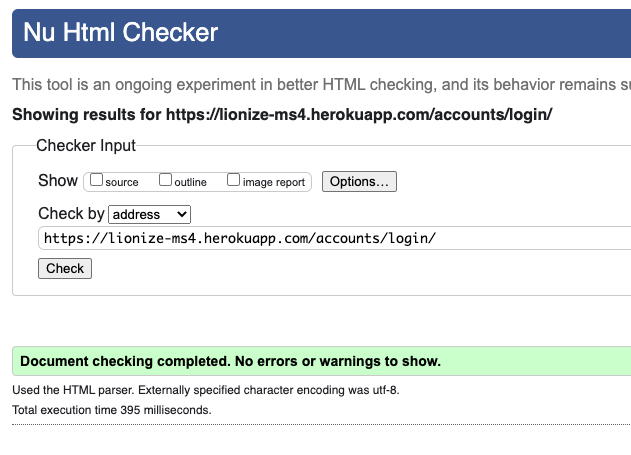 Nu Html Checker
This tool is an ongoing experiment in better HTML checking, and its behavior remains
Showing results for https://lionize-ms4.herokuapp.com/accounts/login/
Checker Input
Show source outline image report Options...
Check by address
https://lionize-ms4.herokuapp.com/accounts/login/
Check
Document checking completed. No errors or warnings to show.
Used the HTML parser. Externally specified character encoding was utf-8.
Total execution time 395 milliseconds.